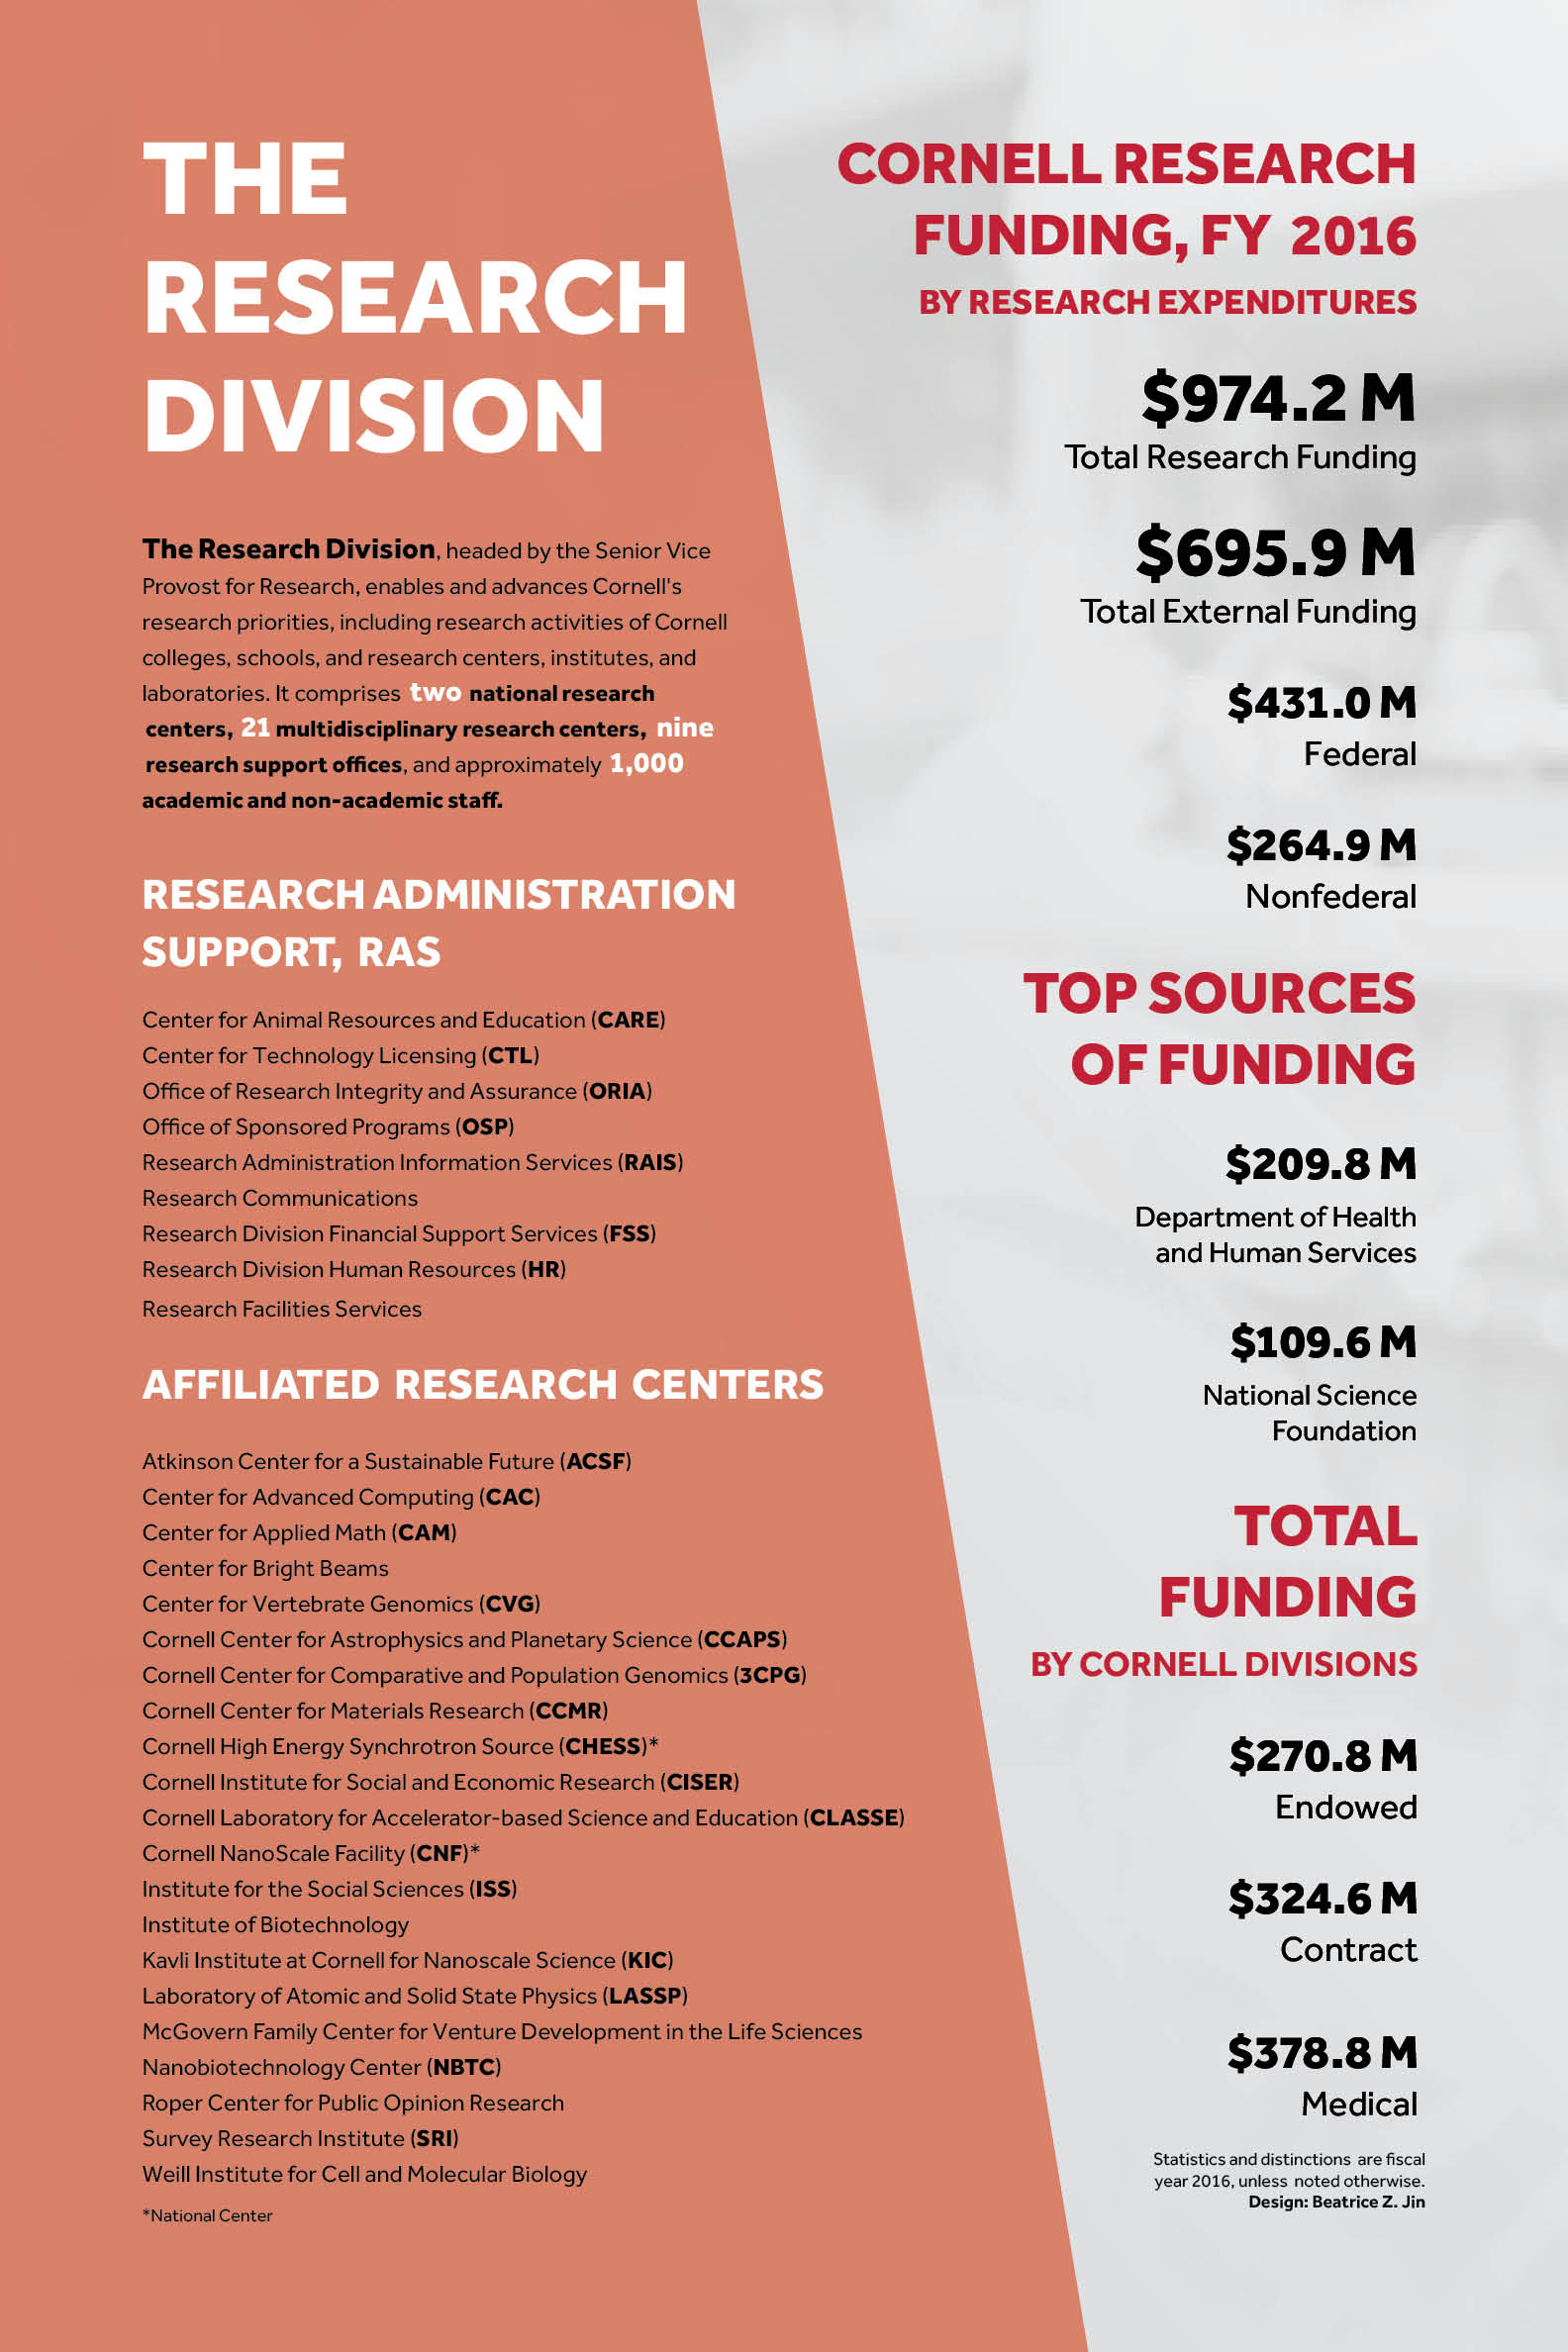 THE
RESEARCH
DIVISION
The Research Division, headed by the Senior Vice
Provost for Research, enables and advances Cornell's
research priorities, including research activities of Cornell
colleges, schools, and research centers, institutes, and
laboratories. It comprises two national research
centers, 21 multidisciplinary research centers, nine
research support offices, and approximately 1,000
academic and non-academic staff.
RESEARCH ADMINISTRATION
SUPPORT, RAS
Center for Animal Resources and Education (CARE)
Center for Technology Licensing (CTL)
Office of Research Integrity and Assurance (ORIA)
Office of Sponsored Programs (OSP)
Research Administration Information Services (RAIS)
Research Communications
Research Division Financial Support Services (FSS)
Research Division Human Resources (HR)
Research Facilities Services
AFFILIATED RESEARCH CENTERS
Atkinson Center for a Sustainable Future (ACSF)
Center for Advanced Computing (CAC)
Center for Applied Math (CAM)
Center for Bright Beams
Center for Vertebrate Genomics (CVG)
Cornell Center for Astrophysics and Planetary Science (CCAPS)
Cornell Center for Comparative and Population Genomics (3CPG)
Cornell Center for Materials Research (CCMR)
Cornell High Energy Synchrotron Source (CHESS)*
Cornell Institute for Social and Economic Research (CISER)
Cornell Laboratory for Accelerator-based Science and Education (CLASSE)
Cornell NanoScale Facility (CNF)*
Institute for the Social Sciences (ISS)
Institute of Biotechnology
Kavli Institute at Cornell for Nanoscale Science (KIC)
Laboratory of Atomic and Solid State Physics (LASSP)
McGovern Family Center for Venture Development in the Life Sciences
Nanobiotechnology Center (NBTC)
Roper Center for Public Opinion Research
Survey Research Institute (SRI)
Weill Institute for Cell and Molecular Biology
*National Center
CORNELL RESEARCH
FUNDING, FY 2016
BY RESEARCH EXPENDITURES
$974.2 M
Total Research Funding
$695.9 M
Total External Funding
$431.0 M
Federal
$264.9 M
Nonfederal
TOP SOURCES
OF FUNDING
$209.8 M
Department of Health
and Human Services
$109.6 M
National Science
Foundation
TOTAL
FUNDING
BY CORNELL DIVISIONS
$270.8 M
Endowed
$324.6 M
Contract
$378.8 M
Medical
Statistics and distinctions are fiscal
year 2016, unless noted otherwise.
Design: Beatrice Z. Jin